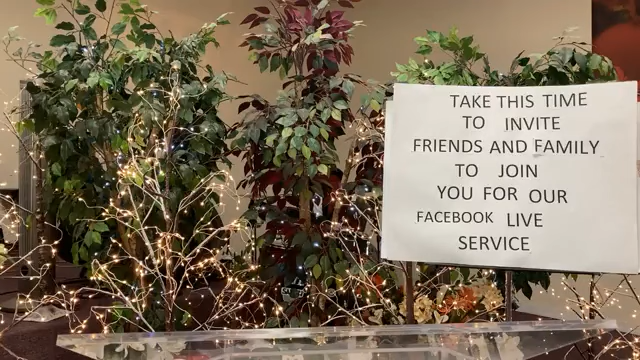 TAKE THIS TIME
TO INVITE
FRIENDS AND FAMILY
TO JOIN
YOU FOR OUR
FACEBOOK LIVE
SERVICE